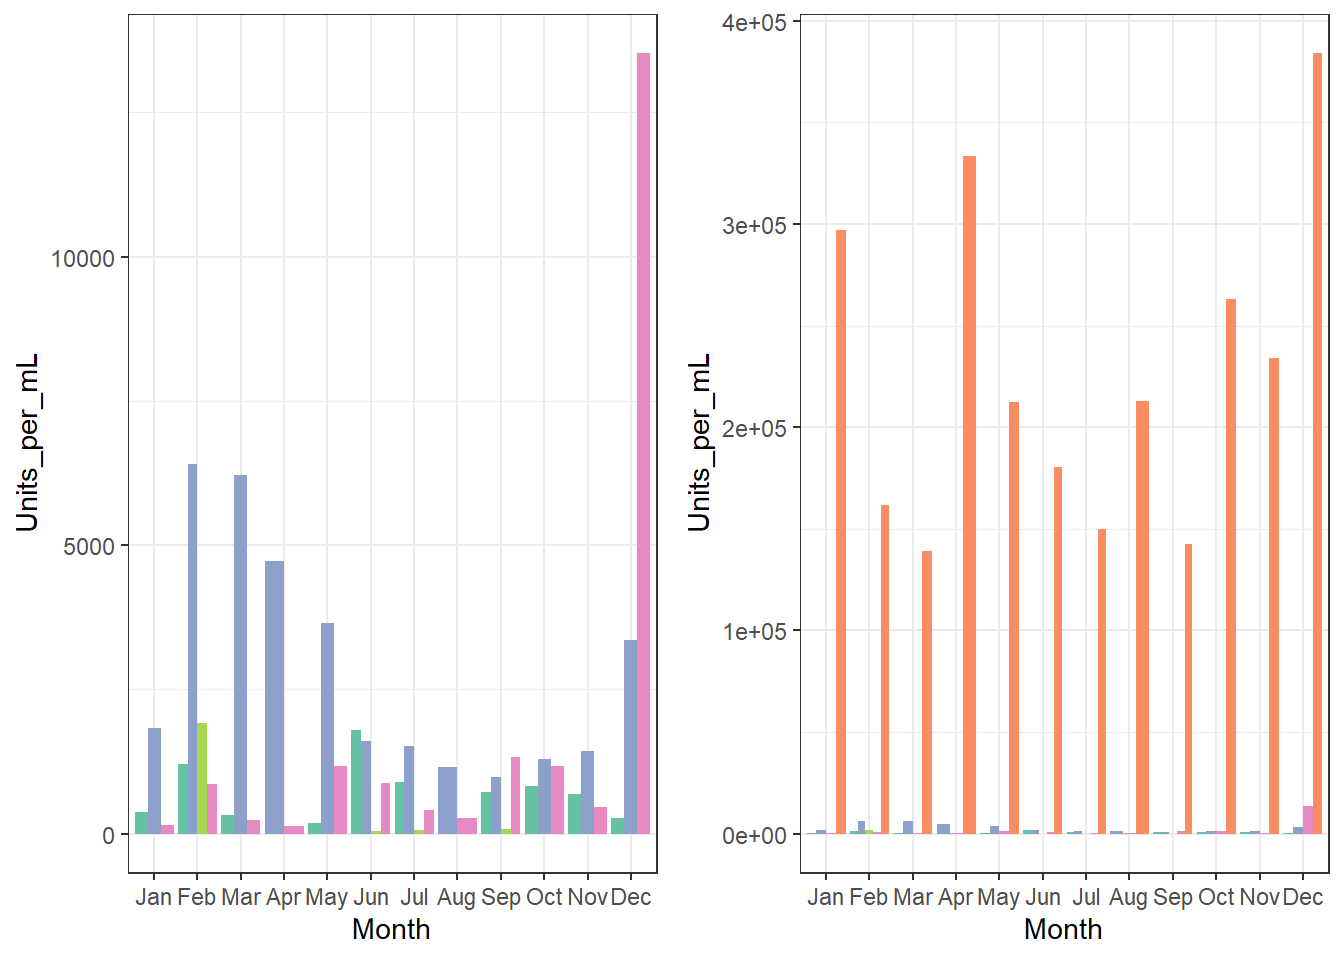 Units_per_mL
10000
5000
0
Jan Feb Mar Apr May Jun Jul Aug Sep Oct Nov Dec
Month
Units_per_mL
4e+05
3e+05
2e+05
1e+05
0e+00
Jan Feb Mar Apr May Jun Jul Aug Sep Oct Nov Dec
Month